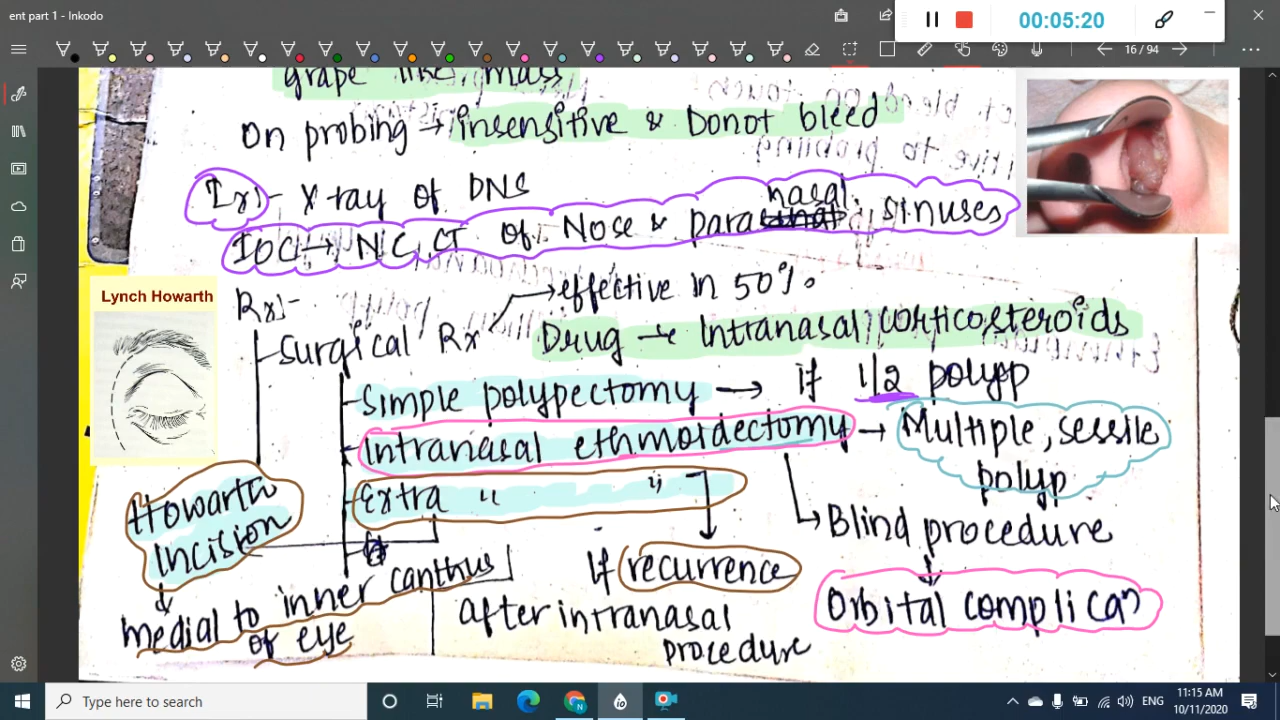 ent part 1 - Inkodo
00:05:20
16 / 94
grape like mass
On probing → insensitive & Donot bleed
Ix)- X ray of PNS
IOC → NC CT of Nose & paranasal sinuses
Lynch Howarth
Rx)-
→ effective in 50%
Surgical Rx
Drug → Intranasal corticosteroids
Simple polypectomy → if 1/2 polyp
Intranasal ethmoidectomy → Multiple, sessile polyp
Extra " "
Howarth Incision
→ Blind procedure
medial to inner canthus of eye
If recurrence after intranasal procedure
Orbital complican
Type here to search
ENG
11:15 AM
10/11/2020